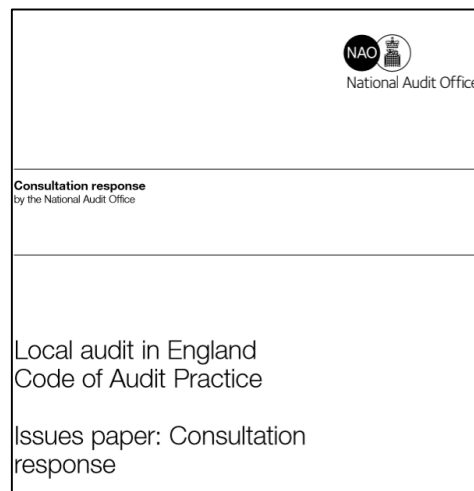 NAO
National Audit Office
Consultation response
by the National Audit Office
Local audit in England
Code of Audit Practice
Issues paper: Consultation
response